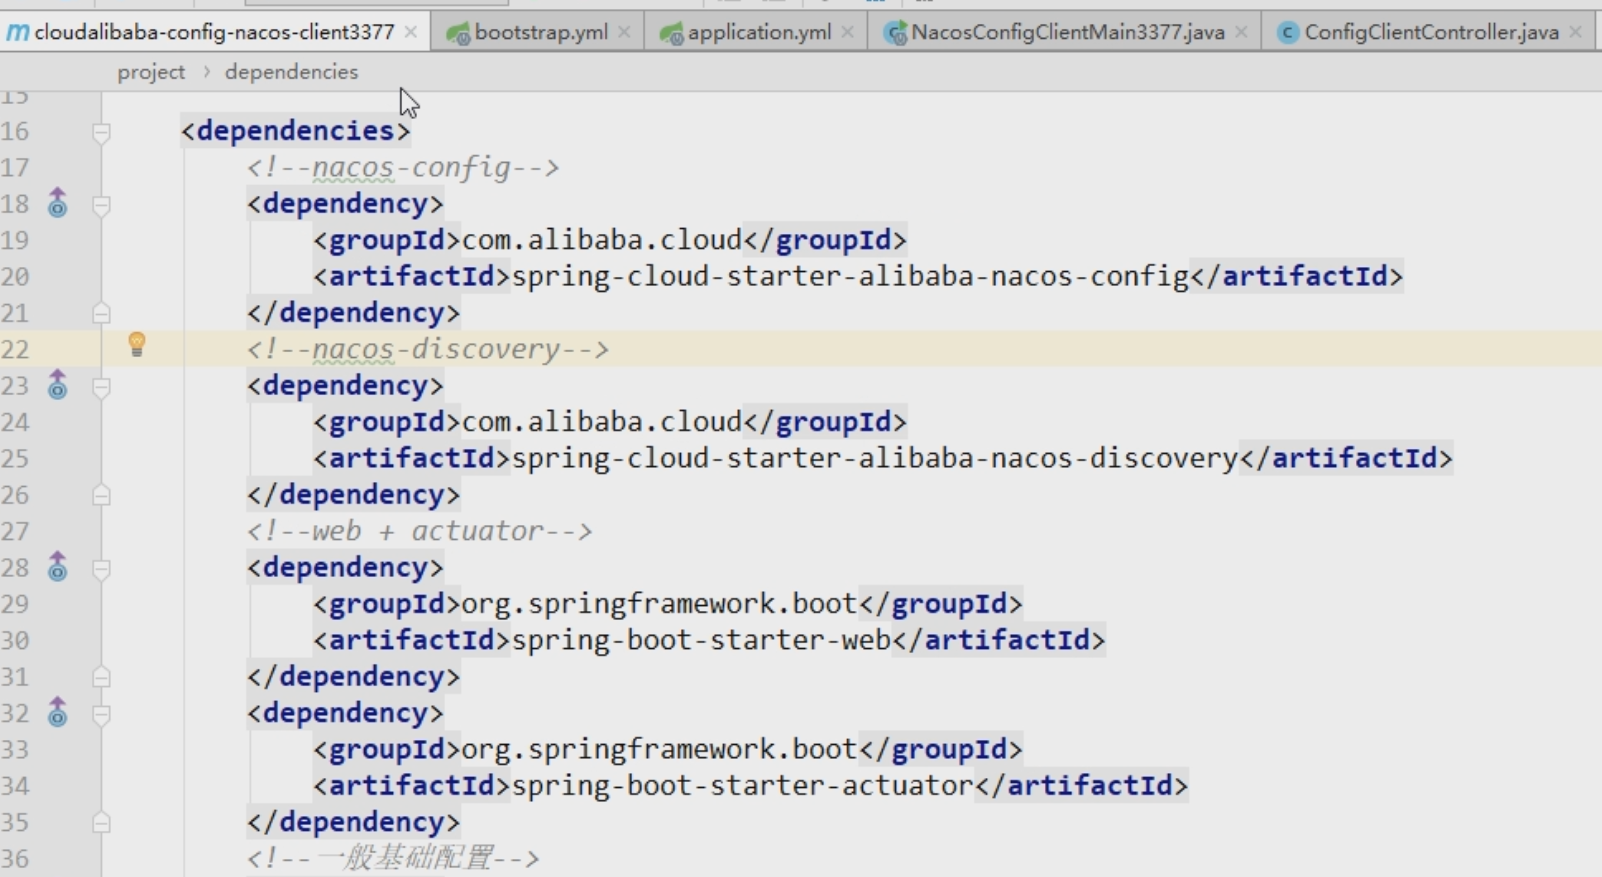 cloudalibaba-config-nacos-client3377 bootstrap.yml application.yml NacosConfigClientMain3377.java ConfigClientController.java
project dependencies
15
16 <dependencies>
17 <!--nacos-config-->
18 <dependency>
19 <groupId>com.alibaba.cloud</groupId>
20 <artifactId>spring-cloud-starter-alibaba-nacos-config</artifactId>
21 </dependency>
22 <!--nacos-discovery-->
23 <dependency>
24 <groupId>com.alibaba.cloud</groupId>
25 <artifactId>spring-cloud-starter-alibaba-nacos-discovery</artifactId>
26 </dependency>
27 <!--web + actuator-->
28 <dependency>
29 <groupId>org.springframework.boot</groupId>
30 <artifactId>spring-boot-starter-web</artifactId>
31 </dependency>
32 <dependency>
33 <groupId>org.springframework.boot</groupId>
34 <artifactId>spring-boot-starter-actuator</artifactId>
35 </dependency>
36 <!--一般基础配置-->